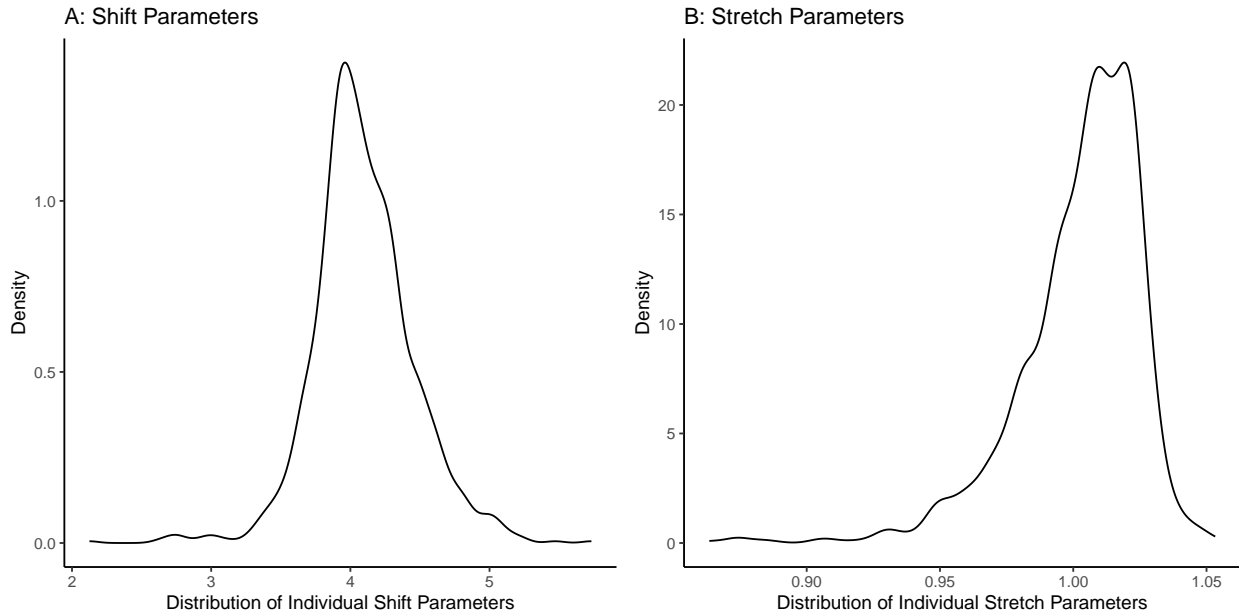 A: Shift Parameters
Density
1.0
0.5
0.0
2 3 4 5
Distribution of Individual Shift Parameters
B: Stretch Parameters
Density
20
15
10
5
0
0.90 0.95 1.00 1.05
Distribution of Individual Stretch Parameters